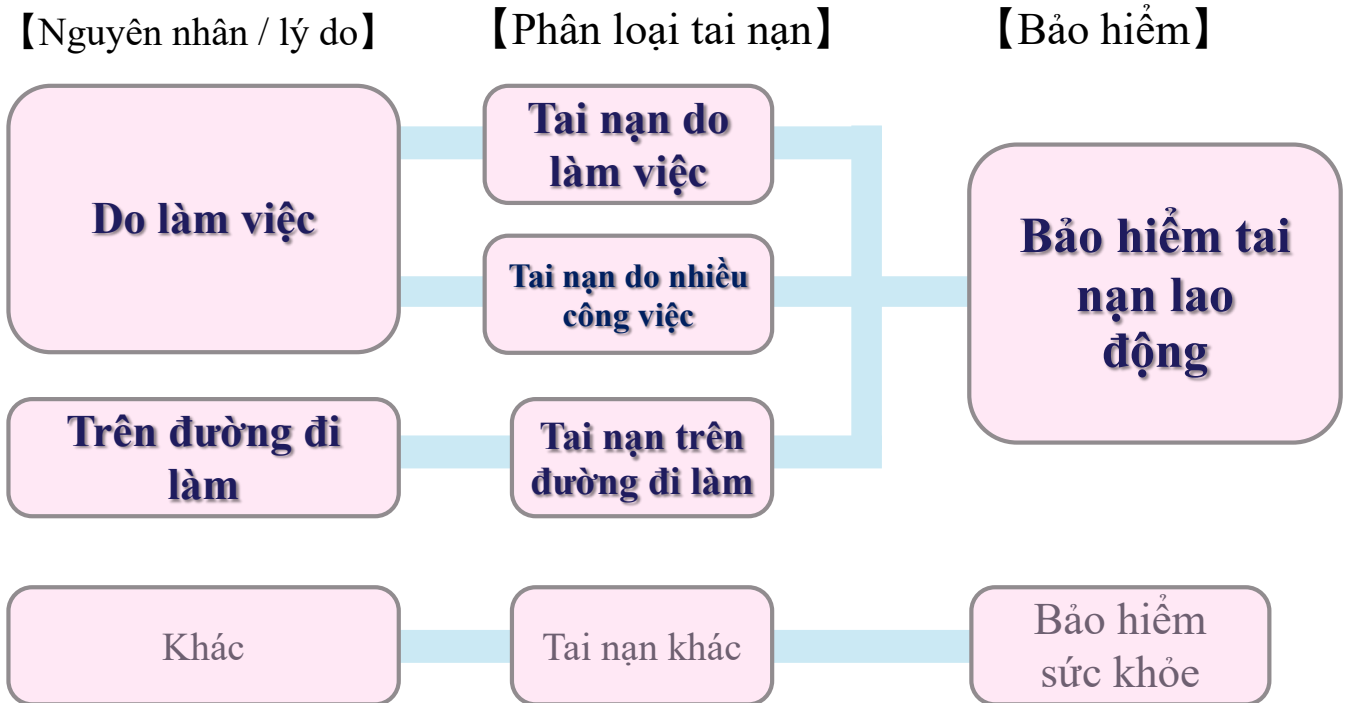 【Nguyên nhân / lý do】
【Phân loại tai nạn】
【Bảo hiểm】
Do làm việc
Tai nạn do
làm việc
Tai nạn do nhiều
công việc
Bảo hiểm tai
nạn lao
động
Trên đường đi
làm
Tai nạn trên
đường đi làm
Khác
Tai nạn khác
Bảo hiểm
sức khỏe